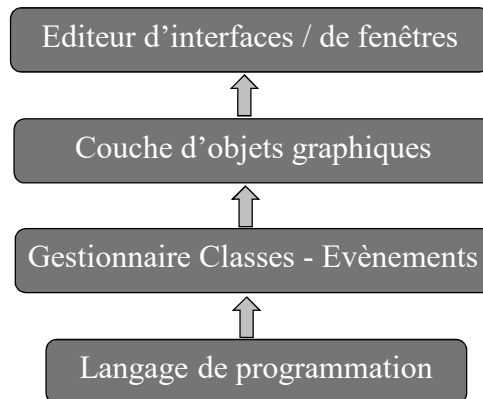 Editeur d’interfaces / de fenêtres
Couche d’objets graphiques
Gestionnaire Classes - Evènements
Langage de programmation